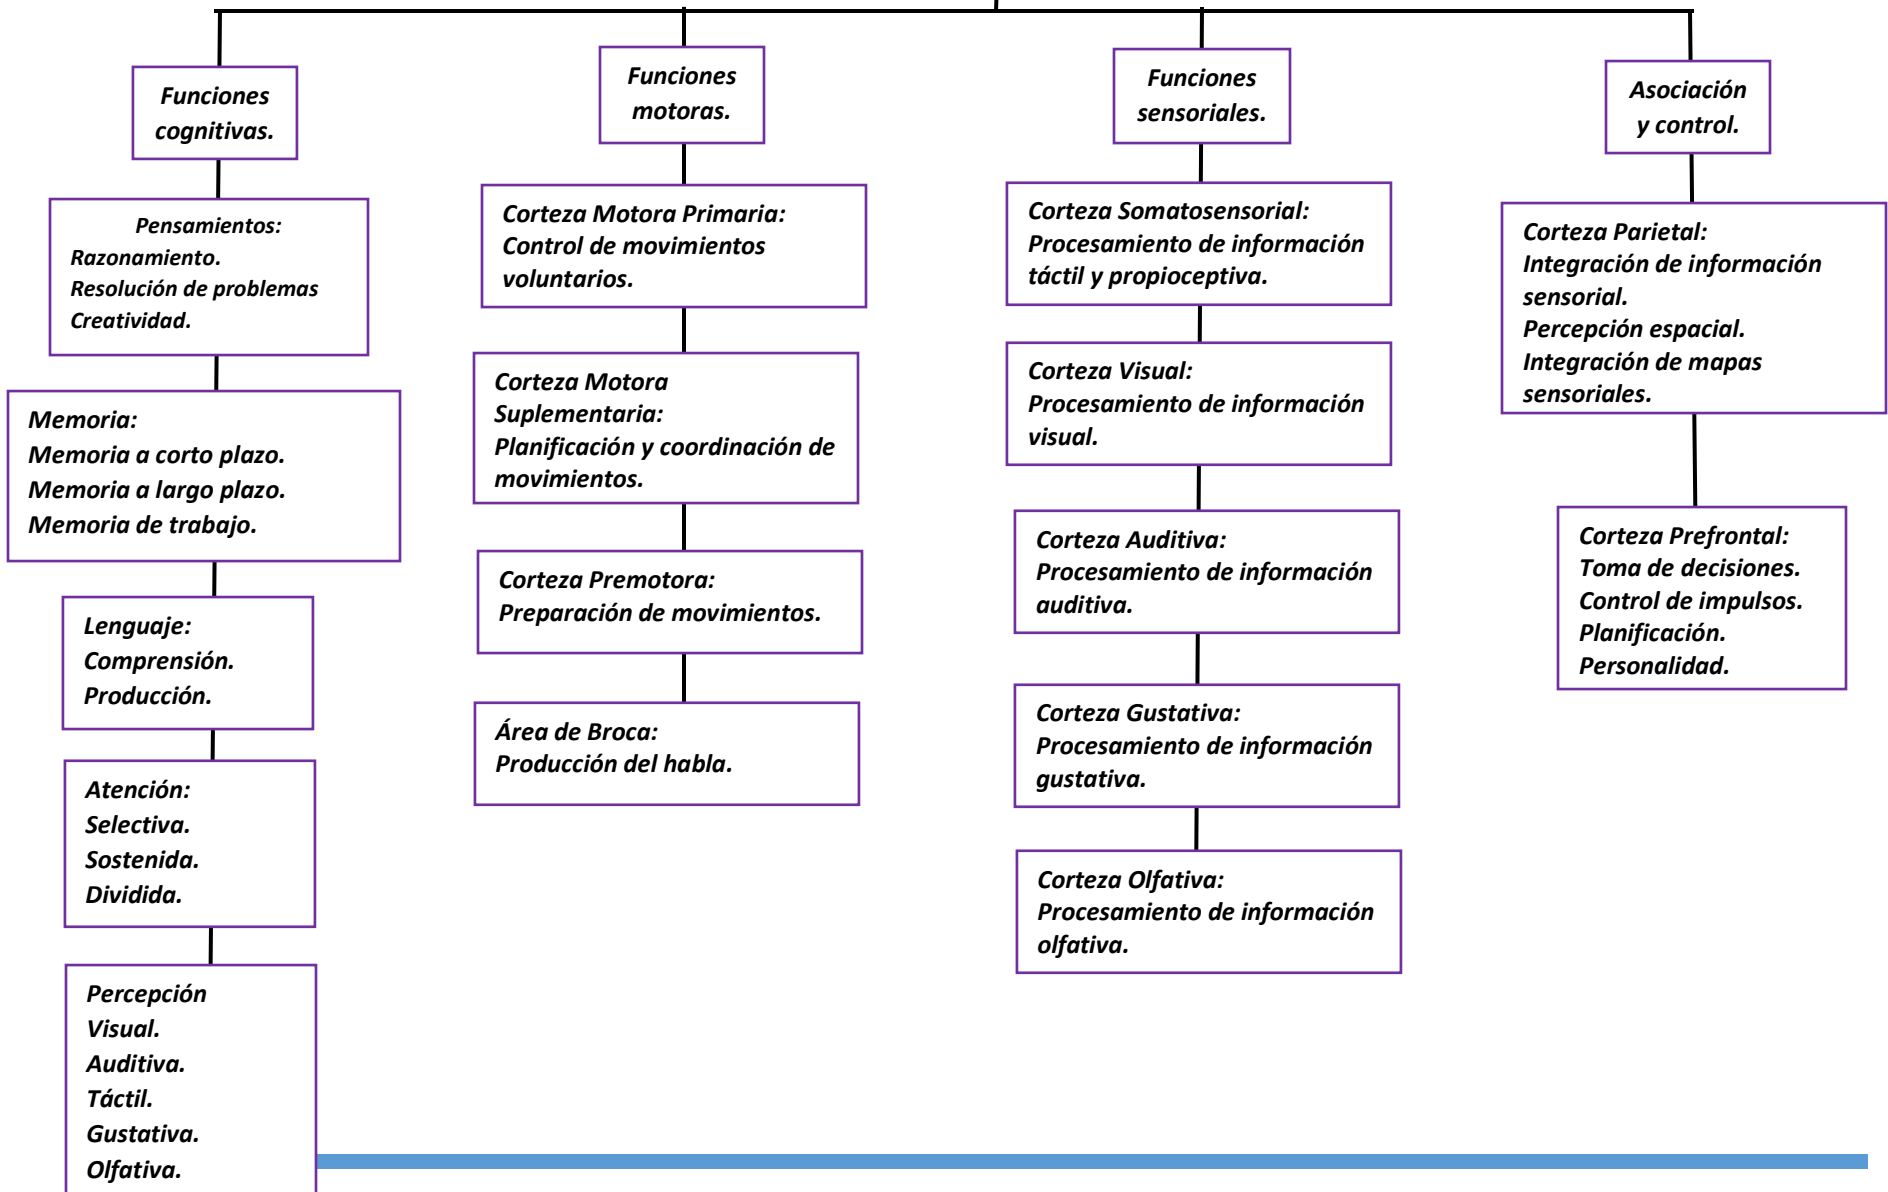 Funciones
cognitivas.
Pensamientos:
Razonamiento.
Resolución de problemas
Creatividad.
Memoria:
Memoria a corto plazo.
Memoria a largo plazo.
Memoria de trabajo.
Lenguaje:
Comprensión.
Producción.
Atención:
Selectiva.
Sostenida.
Dividida.
Percepción
Visual.
Auditiva.
Táctil.
Gustativa.
Olfativa.
Funciones
motoras.
Corteza Motora Primaria:
Control de movimientos
voluntarios.
Corteza Motora
Suplementaria:
Planificación y coordinación de
movimientos.
Corteza Premotora:
Preparación de movimientos.
Área de Broca:
Producción del habla.
Funciones
sensoriales.
Corteza Somatosensorial:
Procesamiento de información
táctil y propioceptiva.
Corteza Visual:
Procesamiento de información
visual.
Corteza Auditiva:
Procesamiento de información
auditiva.
Corteza Gustativa:
Procesamiento de información
gustativa.
Corteza Olfativa:
Procesamiento de información
olfativa.
Asociación
y control.
Corteza Parietal:
Integración de información
sensorial.
Percepción espacial.
Integración de mapas
sensoriales.
Corteza Prefrontal:
Toma de decisiones.
Control de impulsos.
Planificación.
Personalidad.